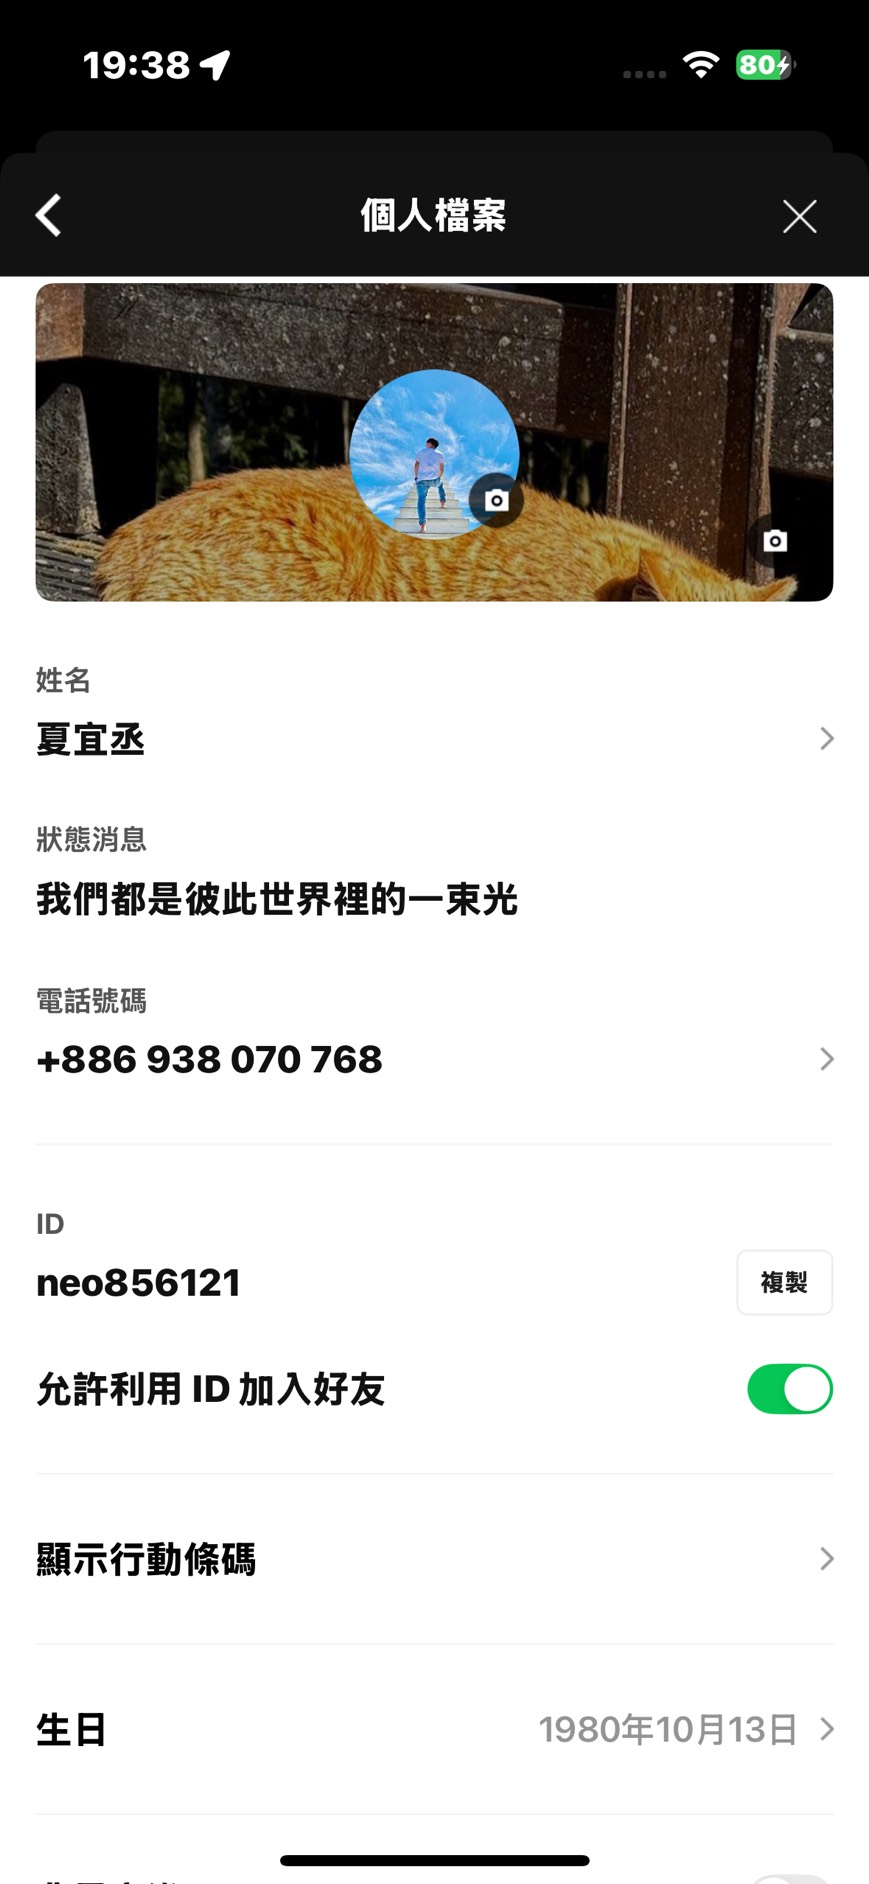 19:38
80
個人檔案
姓名
夏宜丞
狀態消息
我們都是彼此世界裡的一束光
電話號碼
+886 938 070 768
ID
neo856121
複製
允許利用 ID 加入好友
顯示行動條碼
生日
1980年10月13日